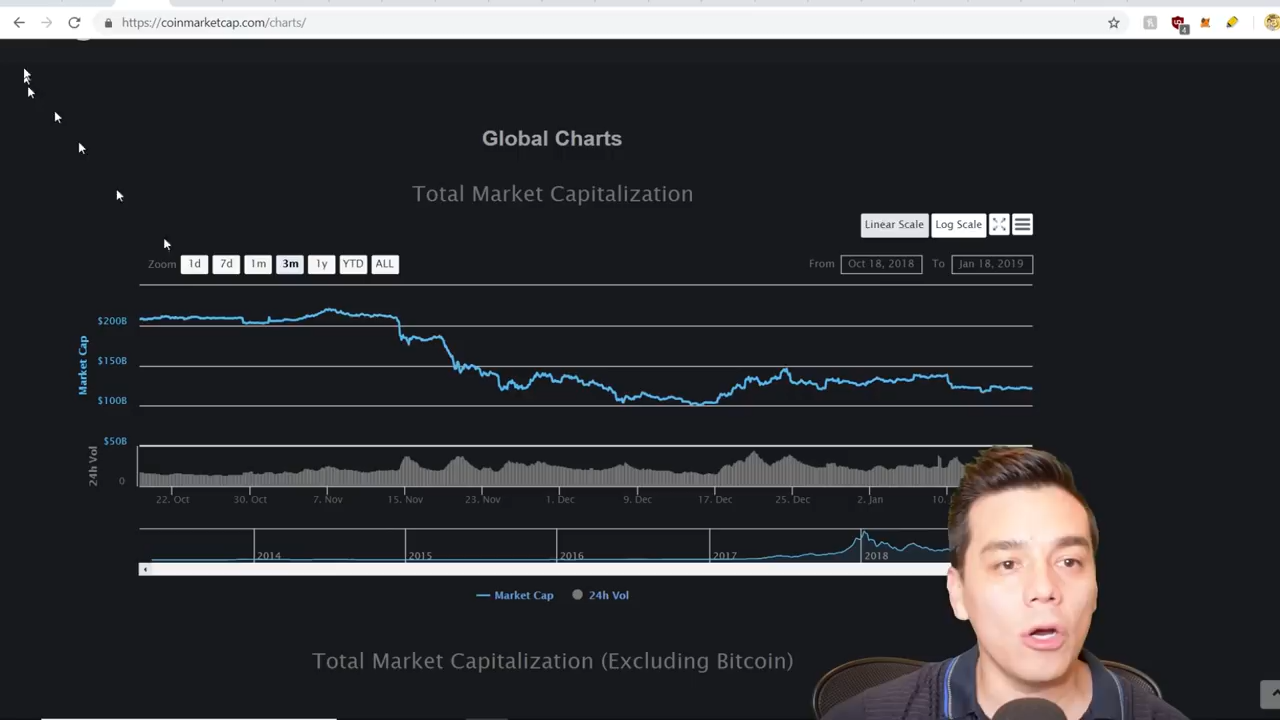 https://coinmarketcap.com/charts/
4
Global Charts
Total Market Capitalization
Linear Scale Log Scale
Zoom 1d 7d 1m 3m 1y YTD ALL From Oct 18, 2018 To Jan 18, 2019
$200B
$150B
Market Cap
$100B
$50B
24h Vol
0
22. Oct 30. Oct 7. Nov 15. Nov 23. Nov 1. Dec 9. Dec 17. Dec 25. Dec 2. Jan 10.
2014 2015 2016 2017 2018
Market Cap 24h Vol
Total Market Capitalization (Excluding Bitcoin)